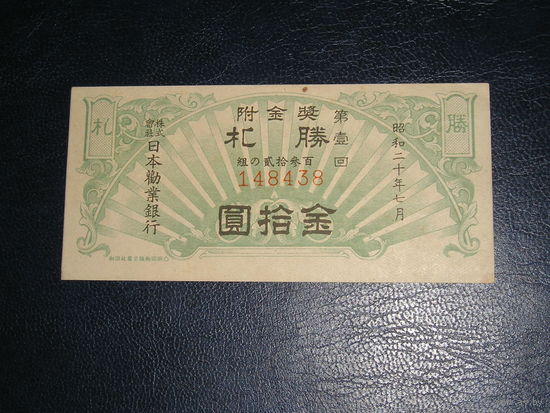 獎金附
勝札
第壹回
百參拾貳の組
148438
金拾圓
昭和二十年七月
株式會社日本勸業銀行
勝
札